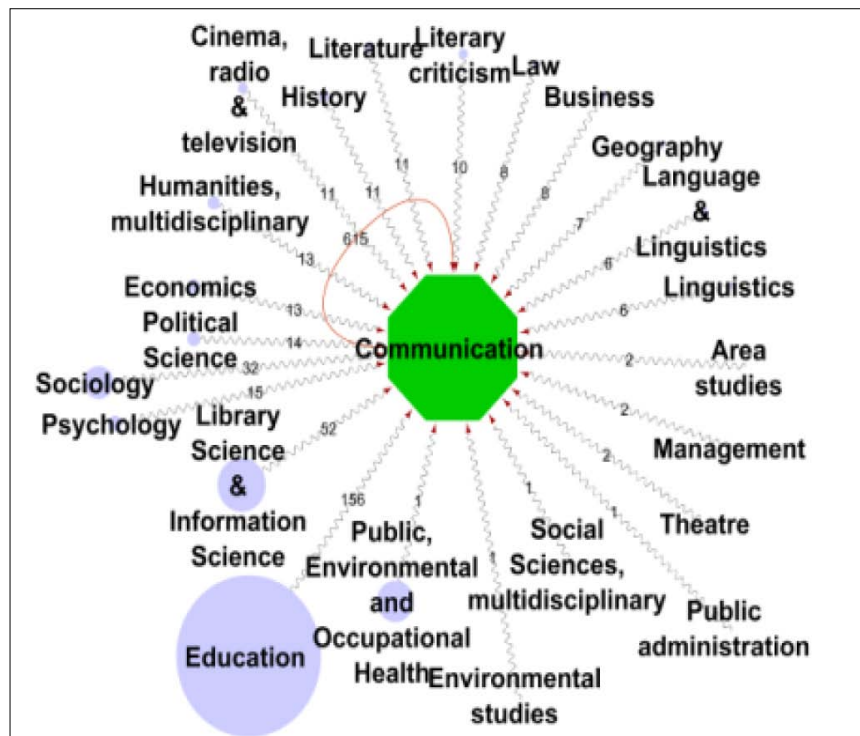 Cinema,
radio
&
television
Literature
Literary
criticism
Law
History
Business
Geography
Language
&
Linguistics
Humanities,
multidisciplinary
11
11
11
10
8
8
7
615
13
6
Economics
13
Linguistics
6
Political
Science
14
Communication
Area
studies
2
Sociology
32
Psychology
15
Library
Science
&
Information
Science
52
2
Management
2
Theatre
156
1
1
1
1
Public,
Environmental
and
Occupational
Health
Social
Sciences,
multidisciplinary
Public
administration
Education
Environmental
studies